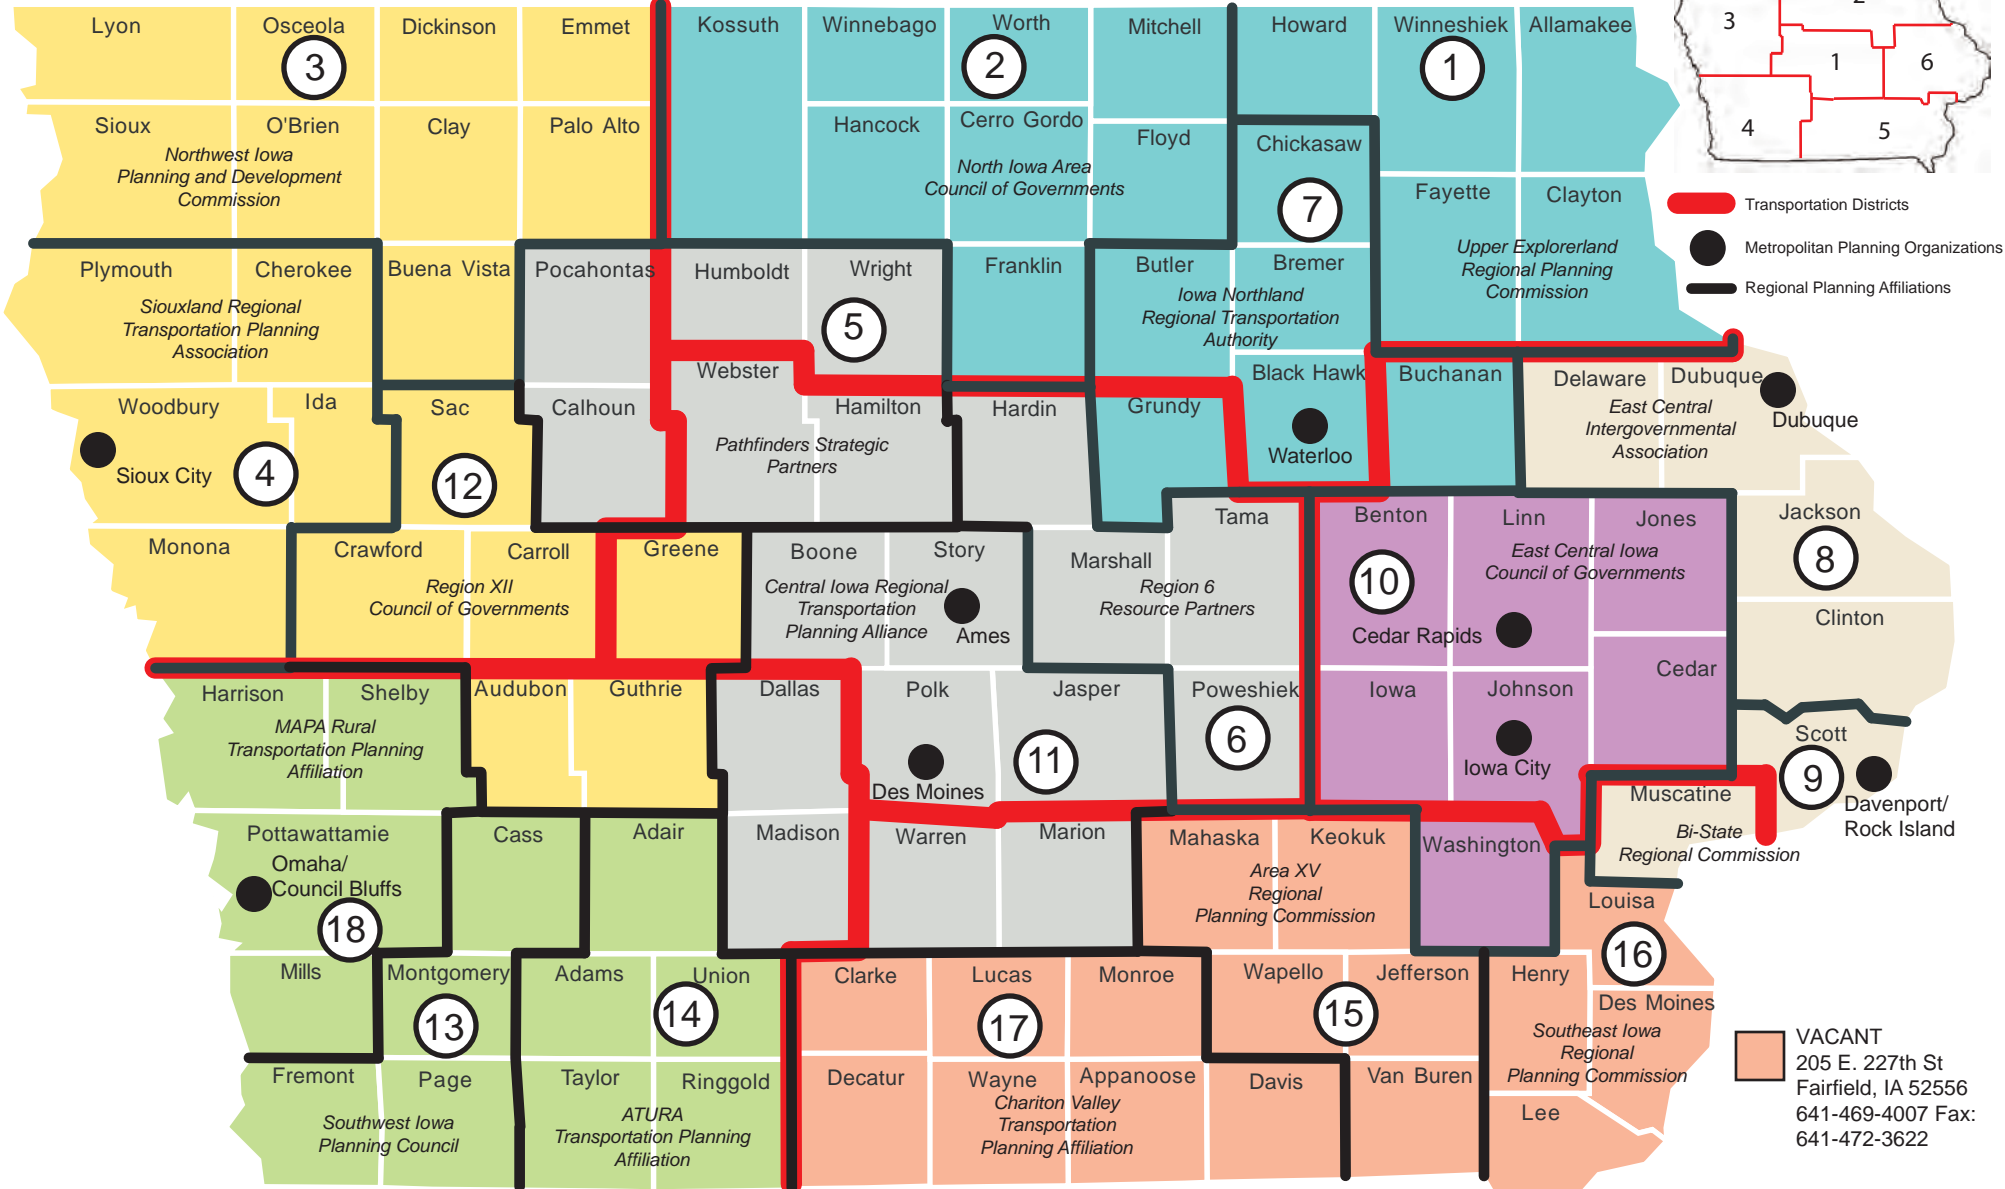 Lyon
Osceola
Dickinson
Emmet
Kossuth
Winnebago
Worth
Mitchell
Howard
Winneshiek
Allamakee
3
2
1
3
1
6
4
5
Sioux
O'Brien
Clay
Palo Alto
Hancock
Cerro Gordo
Floyd
Chickasaw
Fayette
Clayton
Northwest Iowa
Planning and Development
Commission
North Iowa Area
Council of Governments
7
Upper Explorerland
Regional Planning
Commission
Transportation Districts
Metropolitan Planning Organizations
Regional Planning Affiliations
Plymouth
Cherokee
Buena Vista
Pocahontas
Humboldt
Wright
Franklin
Butler
Bremer
Siouxland Regional
Transportation Planning
Association
5
Iowa Northland
Regional Transportation
Authority
Woodbury
Ida
Sac
Calhoun
Webster
Hamilton
Hardin
Grundy
Black Hawk
Buchanan
Delaware
Dubuque
Sioux City
4
12
Pathfinders Strategic
Partners
Waterloo
East Central
Intergovernmental
Association
Dubuque
Monona
Crawford
Carroll
Greene
Boone
Story
Marshall
Tama
Benton
Linn
Jones
Jackson
Region XII
Council of Governments
Central Iowa Regional
Transportation
Planning Alliance
Ames
Region 6
Resource Partners
10
East Central Iowa
Council of Governments
Cedar Rapids
8
Clinton
Harrison
Shelby
Audubon
Guthrie
Dallas
Polk
Jasper
Poweshiek
Iowa
Johnson
Cedar
MAPA Rural
Transportation Planning
Affiliation
Des Moines
11
6
Iowa City
Scott
9
Davenport/
Rock Island
Muscatine
Bi-State
Regional Commission
Pottawattamie
Omaha/
Council Bluffs
18
Cass
Adair
Madison
Warren
Marion
Mahaska
Keokuk
Washington
Area XV
Regional
Planning Commission
Louisa
16
Mills
Montgomery
Adams
Union
Clarke
Lucas
Monroe
Wapello
Jefferson
Henry
Des Moines
13
14
17
15
Southeast Iowa
Regional
Planning Commission
Fremont
Page
Taylor
Ringgold
Decatur
Wayne
Appanoose
Davis
Van Buren
Lee
Southwest Iowa
Planning Council
ATURA
Transportation Planning
Affiliation
Chariton Valley
Transportation
Planning Affiliation
VACANT
205 E. 227th St
Fairfield, IA 52556
641-469-4007 Fax:
641-472-3622